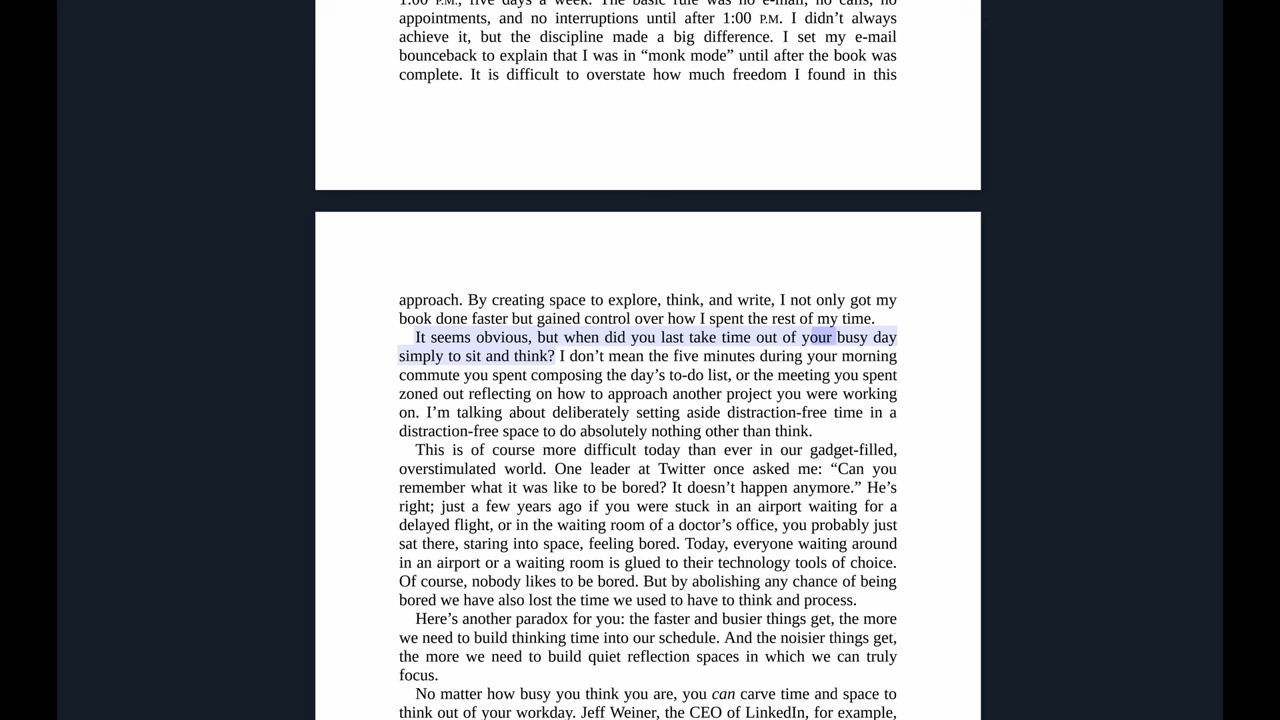 1:00 P.M., five days a week. The basic rule was no e-mail, no calls, no
appointments, and no interruptions until after 1:00 P.M. I didn’t always
achieve it, but the discipline made a big difference. I set my e-mail
bounceback to explain that I was in “monk mode” until after the book was
complete. It is difficult to overstate how much freedom I found in this
approach. By creating space to explore, think, and write, I not only got my
book done faster but gained control over how I spent the rest of my time.
It seems obvious, but when did you last take time out of your busy day
simply to sit and think? I don’t mean the five minutes during your morning
commute you spent composing the day’s to-do list, or the meeting you spent
zoned out reflecting on how to approach another project you were working
on. I’m talking about deliberately setting aside distraction-free time in a
distraction-free space to do absolutely nothing other than think.
This is of course more difficult today than ever in our gadget-filled,
overstimulated world. One leader at Twitter once asked me: “Can you
remember what it was like to be bored? It doesn’t happen anymore.” He’s
right; just a few years ago if you were stuck in an airport waiting for a
delayed flight, or in the waiting room of a doctor’s office, you probably just
sat there, staring into space, feeling bored. Today, everyone waiting around
in an airport or a waiting room is glued to their technology tools of choice.
Of course, nobody likes to be bored. But by abolishing any chance of being
bored we have also lost the time we used to have to think and process.
Here’s another paradox for you: the faster and busier things get, the more
we need to build thinking time into our schedule. And the noisier things get,
the more we need to build quiet reflection spaces in which we can truly
focus.
No matter how busy you think you are, you can carve time and space to
think out of your workday. Jeff Weiner, the CEO of LinkedIn, for example,